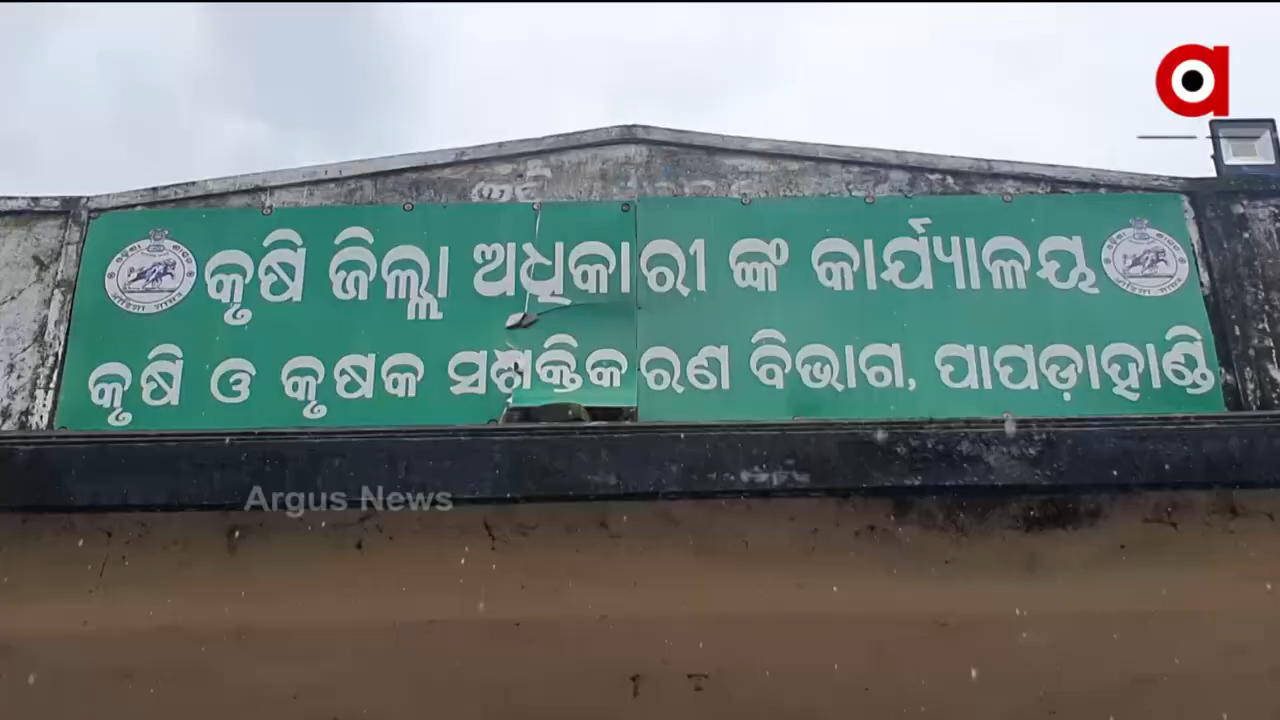 କୃଷି ଜିଲ୍ଲା ଅଧିକାରୀ ଙ୍କ କାର୍ଯ୍ୟାଳୟ
କୃଷି ଓ କୃଷକ ସଶକ୍ତିକରଣ ବିଭାଗ, ପାପଡ଼ାହାଣ୍ଡି
Argus News